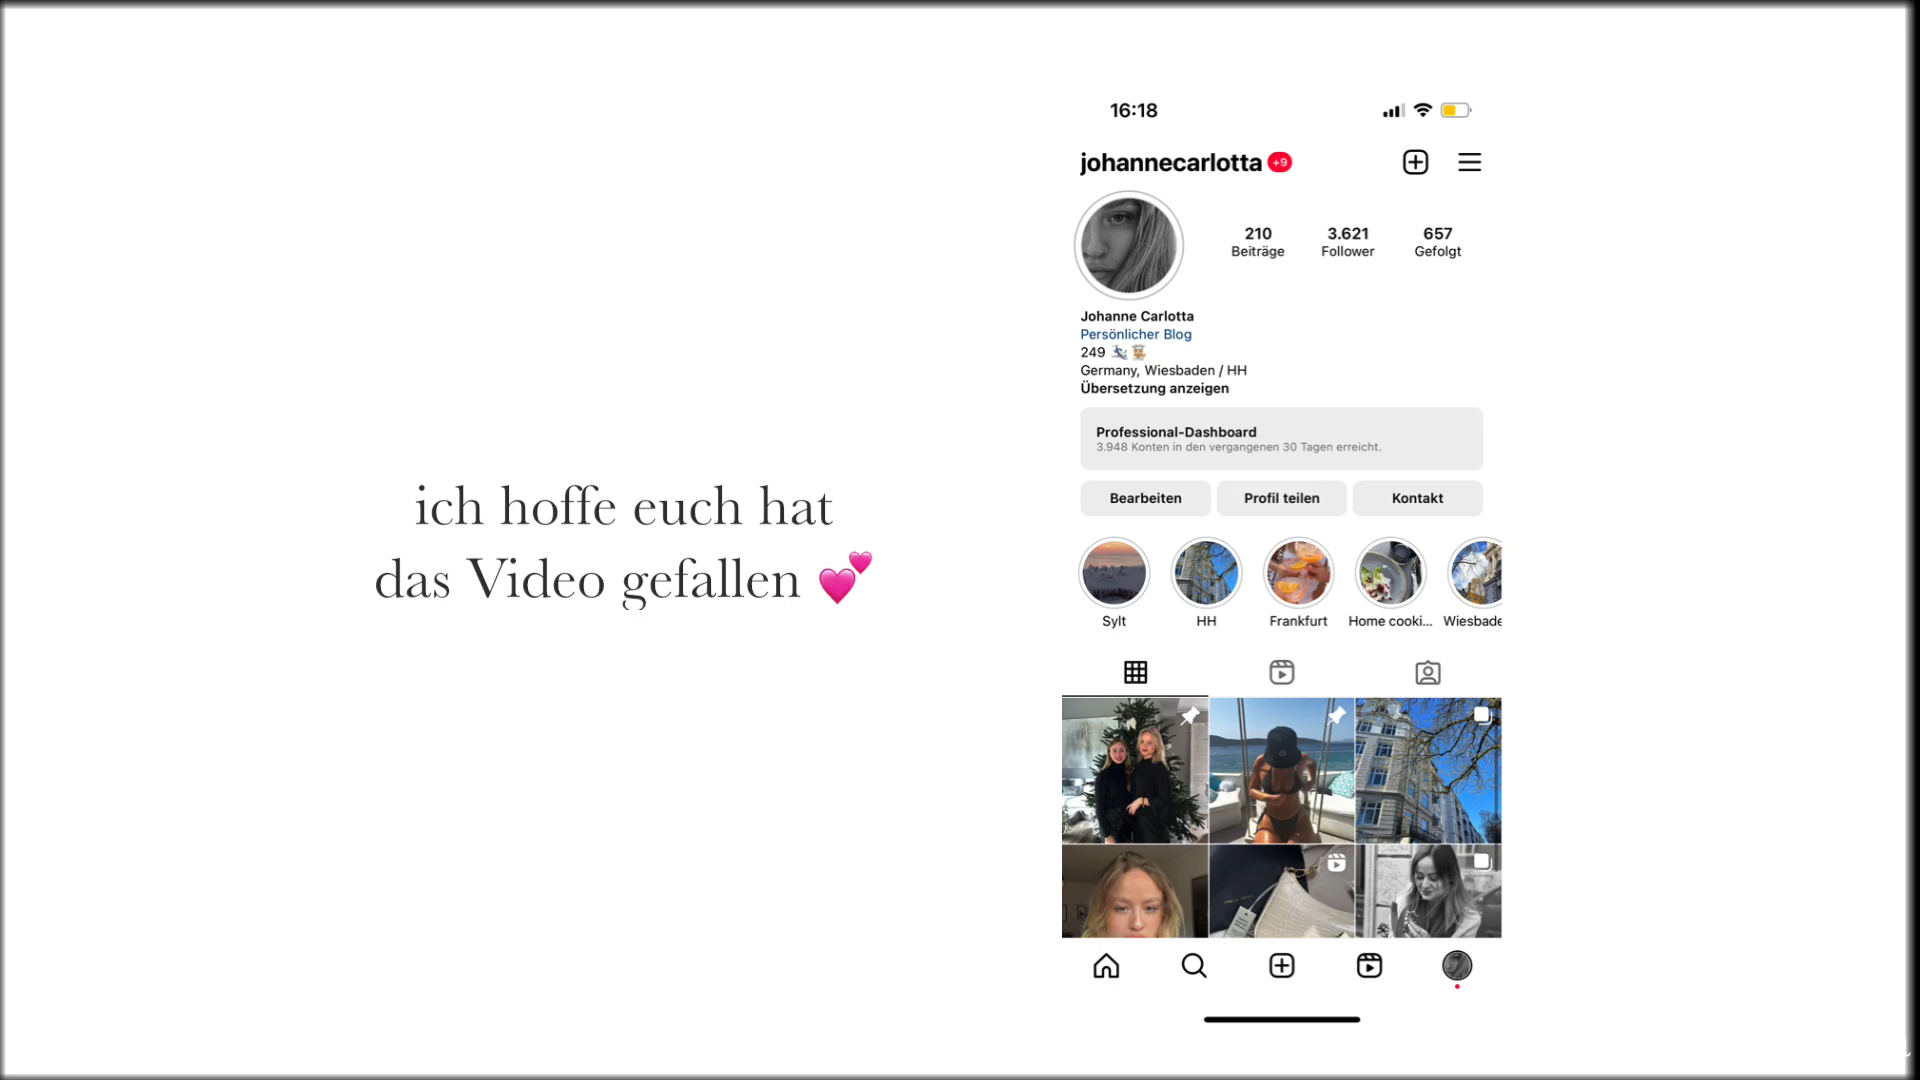 ich hoffe euch hat
das Video gefallen 💕
16:18
johannecarlotta +9
210 3.621 657
Beiträge Follower Gefolgt
Johanne Carlotta
Persönlicher Blog
249
Germany, Wiesbaden / HH
Übersetzung anzeigen
Professional-Dashboard
3.948 Konten in den vergangenen 30 Tagen erreicht.
Bearbeiten Profil teilen Kontakt
Sylt HH Frankfurt Home cooki... Wiesbade